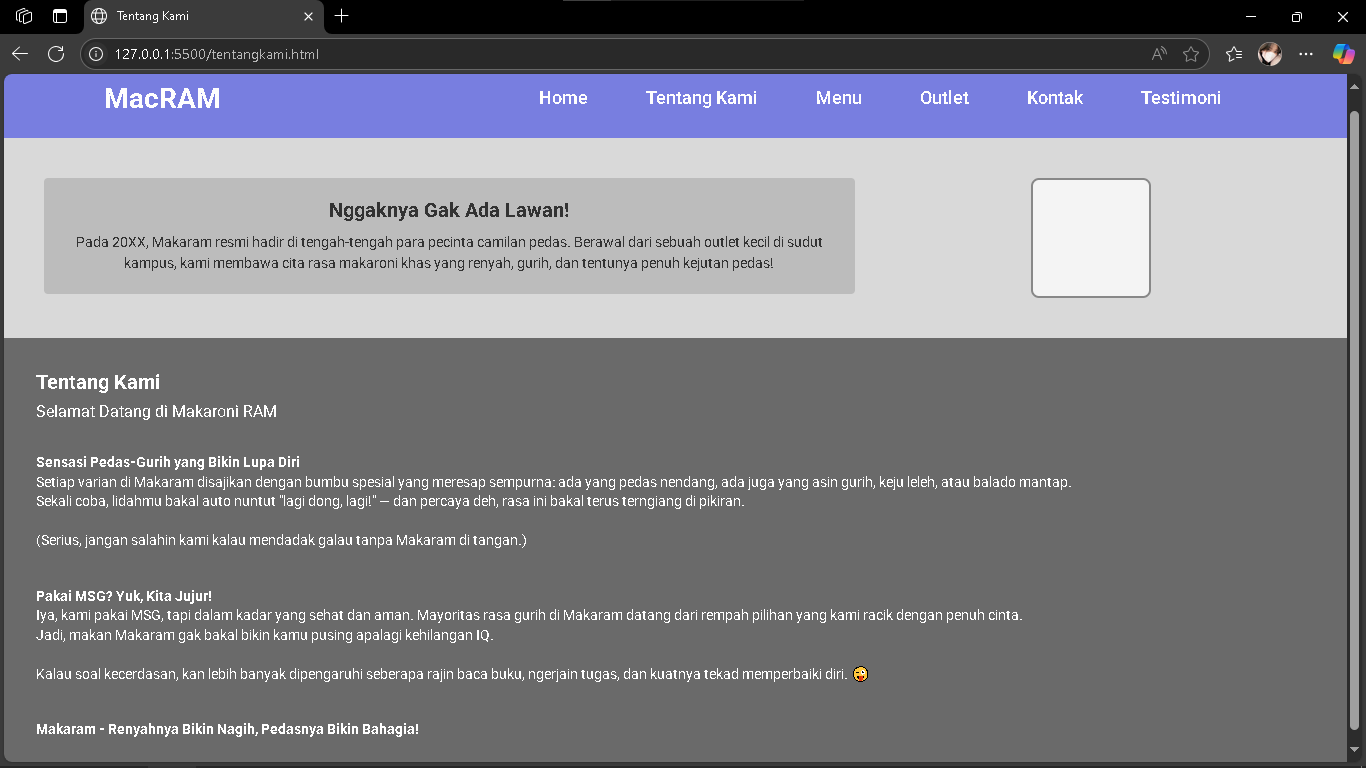 Tentang Kami
127.0.0.1:5500/tentangkami.html
MacRAM
Home Tentang Kami Menu Outlet Kontak Testimoni
Nggaknya Gak Ada Lawan!
Pada 20XX, Makaram resmi hadir di tengah-tengah para pecinta camilan pedas. Berawal dari sebuah outlet kecil di sudut
kampus, kami membawa cita rasa makaroni khas yang renyah, gurih, dan tentunya penuh kejutan pedas!
Tentang Kami
Selamat Datang di Makaroni RAM
Sensasi Pedas-Gurih yang Bikin Lupa Diri
Setiap varian di Makaram disajikan dengan bumbu spesial yang meresap sempurna: ada yang pedas nendang, ada juga yang asin gurih, keju leleh, atau balado mantap.
Sekali coba, lidahmu bakal auto nuntut "lagi dong, lagi!" — dan percaya deh, rasa ini bakal terus terngiang di pikiran.
(Serius, jangan salahin kami kalau mendadak galau tanpa Makaram di tangan.)
Pakai MSG? Yuk, Kita Jujur!
Iya, kami pakai MSG, tapi dalam kadar yang sehat dan aman. Mayoritas rasa gurih di Makaram datang dari rempah pilihan yang kami racik dengan penuh cinta.
Jadi, makan Makaram gak bakal bikin kamu pusing apalagi kehilangan IQ.
Kalau soal kecerdasan, kan lebih banyak dipengaruhi seberapa rajin baca buku, ngerjain tugas, dan kuatnya tekad memperbaiki diri. 😜
Makaram - Renyahnya Bikin Nagih, Pedasnya Bikin Bahagia!